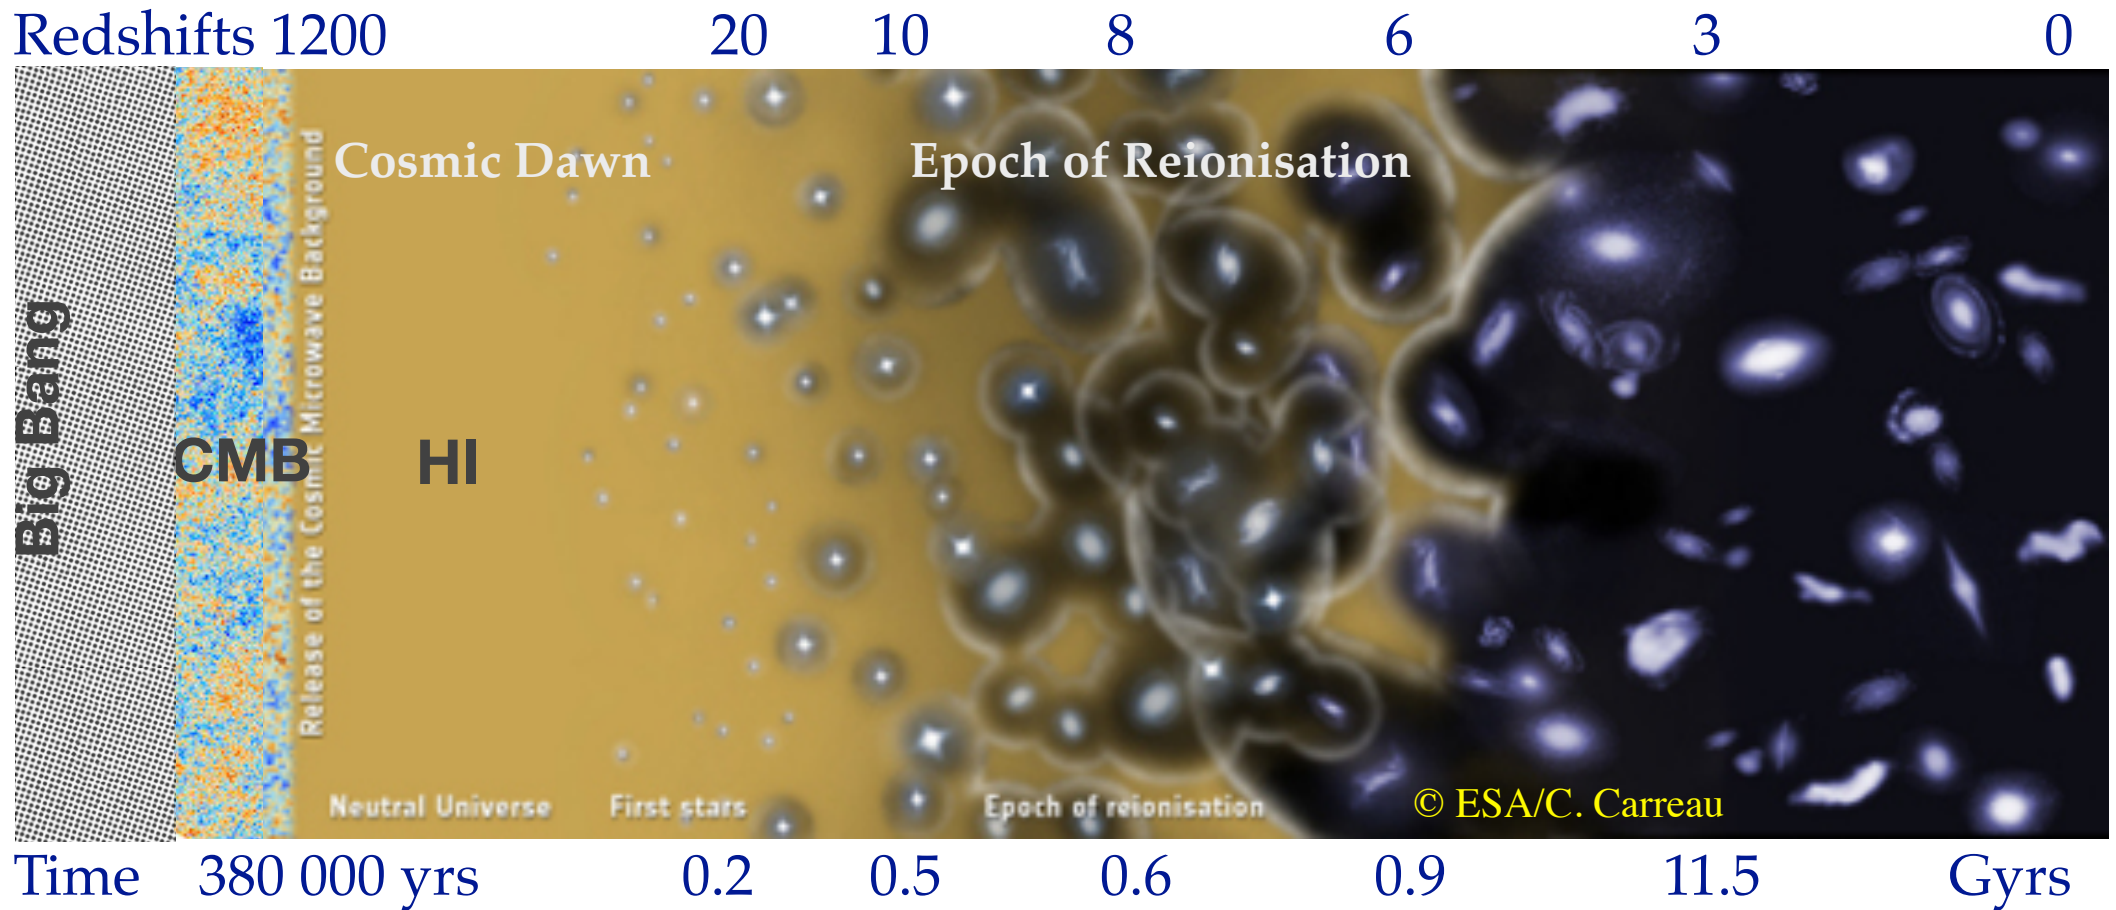 Redshifts 1200 20 10 8 6 3 0
Cosmic Dawn
Epoch of Reionisation
Big Bang
CMB
Release of the Cosmic Microwave Background
HI
Neutral Universe
First stars
Epoch of reionisation
© ESA/C. Carreau
Time 380 000 yrs 0.2 0.5 0.6 0.9 11.5 Gyrs